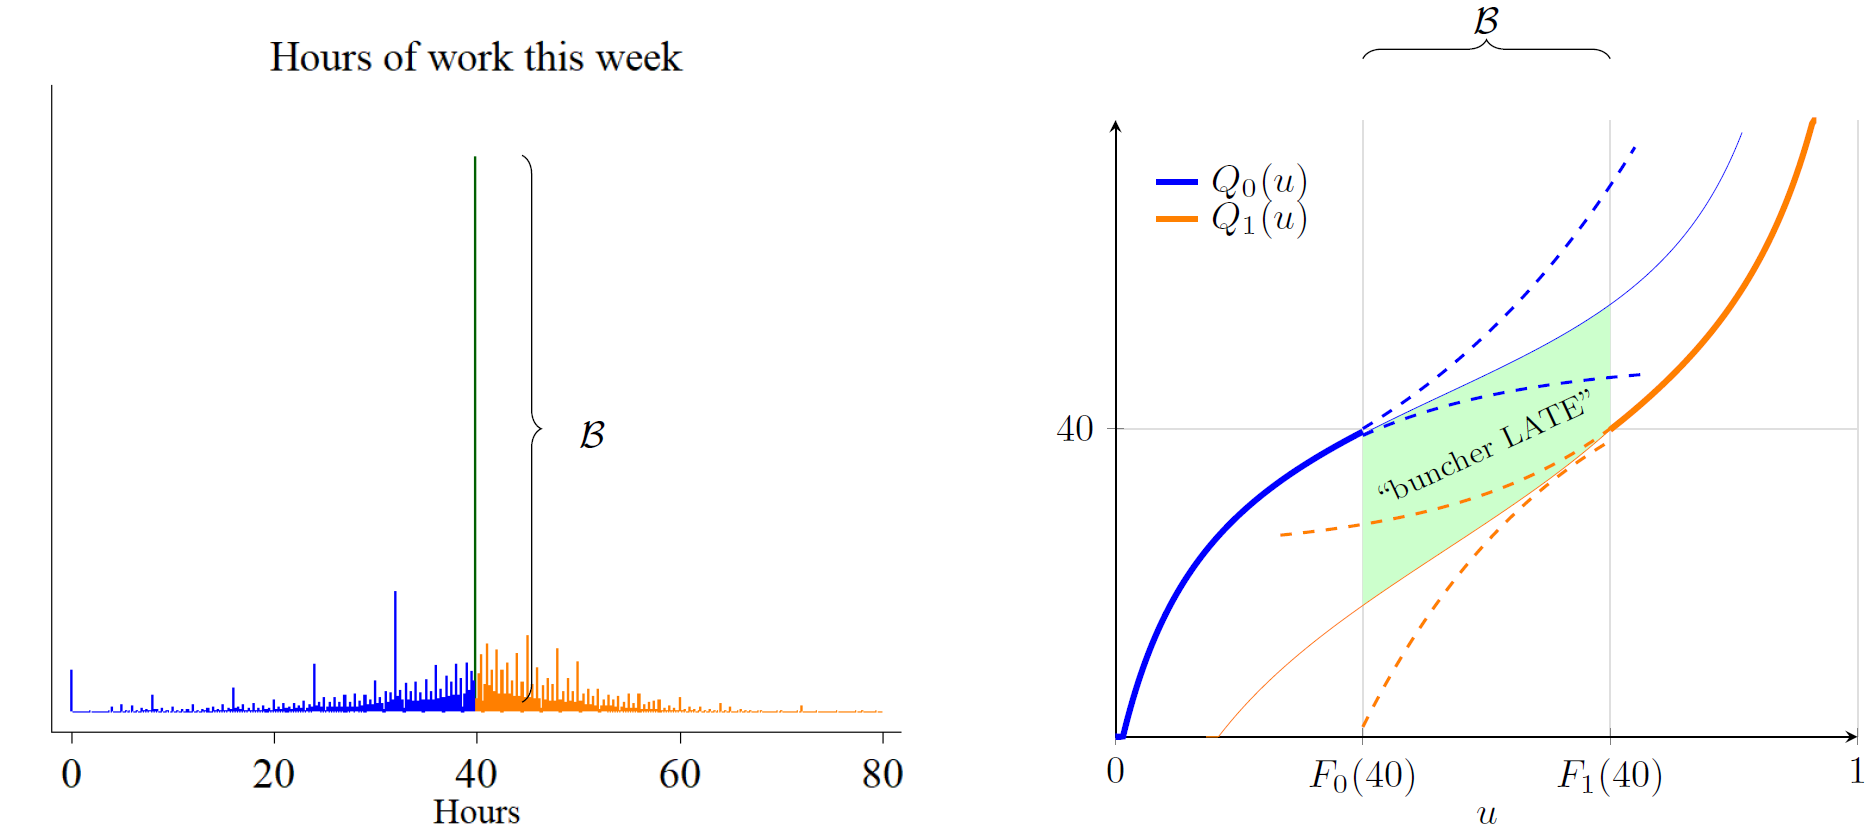 Hours of work this week
ℬ
0 20 40 60 80
Hours
ℬ
Q₀(u)
Q₁(u)
40
“buncher LATE”
0 F₀(40) F₁(40) 1
u